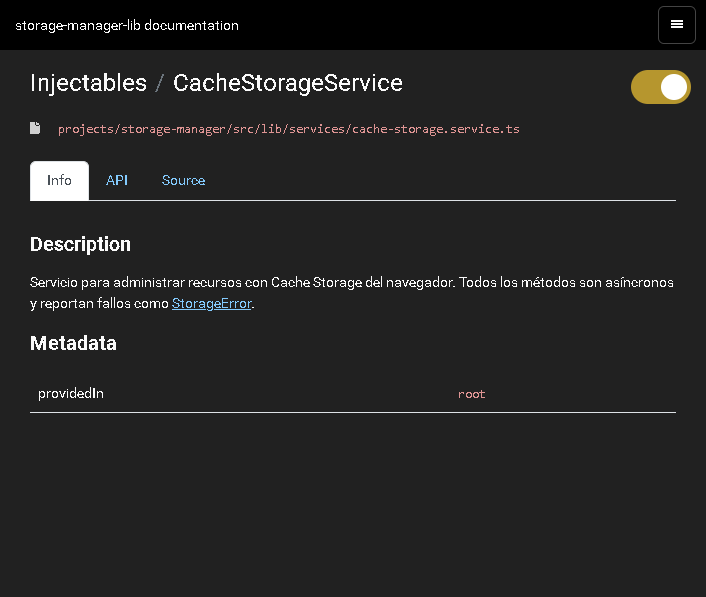 storage-manager-lib documentation
Injectables / CacheStorageService
projects/storage-manager/src/lib/services/cache-storage.service.ts
Info API Source
Description
Servicio para administrar recursos con Cache Storage del navegador. Todos los métodos son asíncronos
y reportan fallos como StorageError.
Metadata
providedIn root